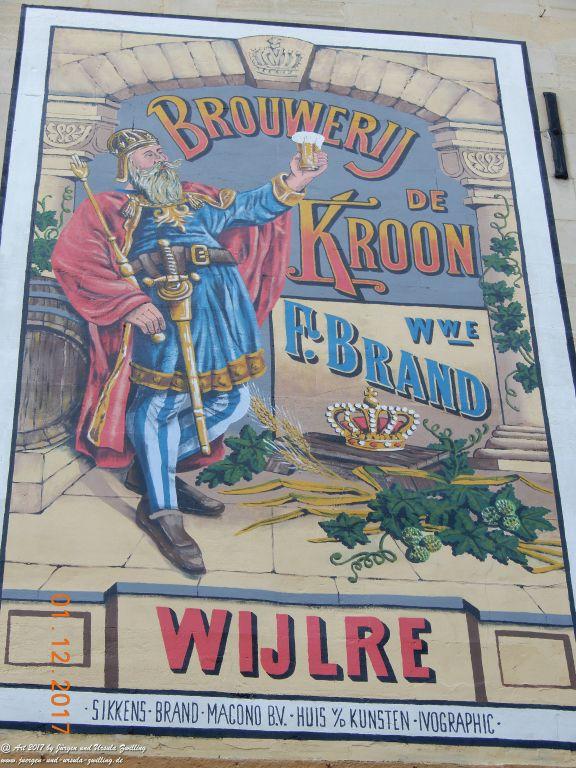 BROUWERIJ
DE
KROON
WWE
FL. BRAND
WIJLRE
· SIKKENS · BRAND · MACONO B.V. · HUIS V/D KUNSTEN · IVOGRAPHIC ·
01 12 2017
© Art 2017 by Jürgen und Ursula Zwilling
www.juergen-und-ursula-zwilling.de